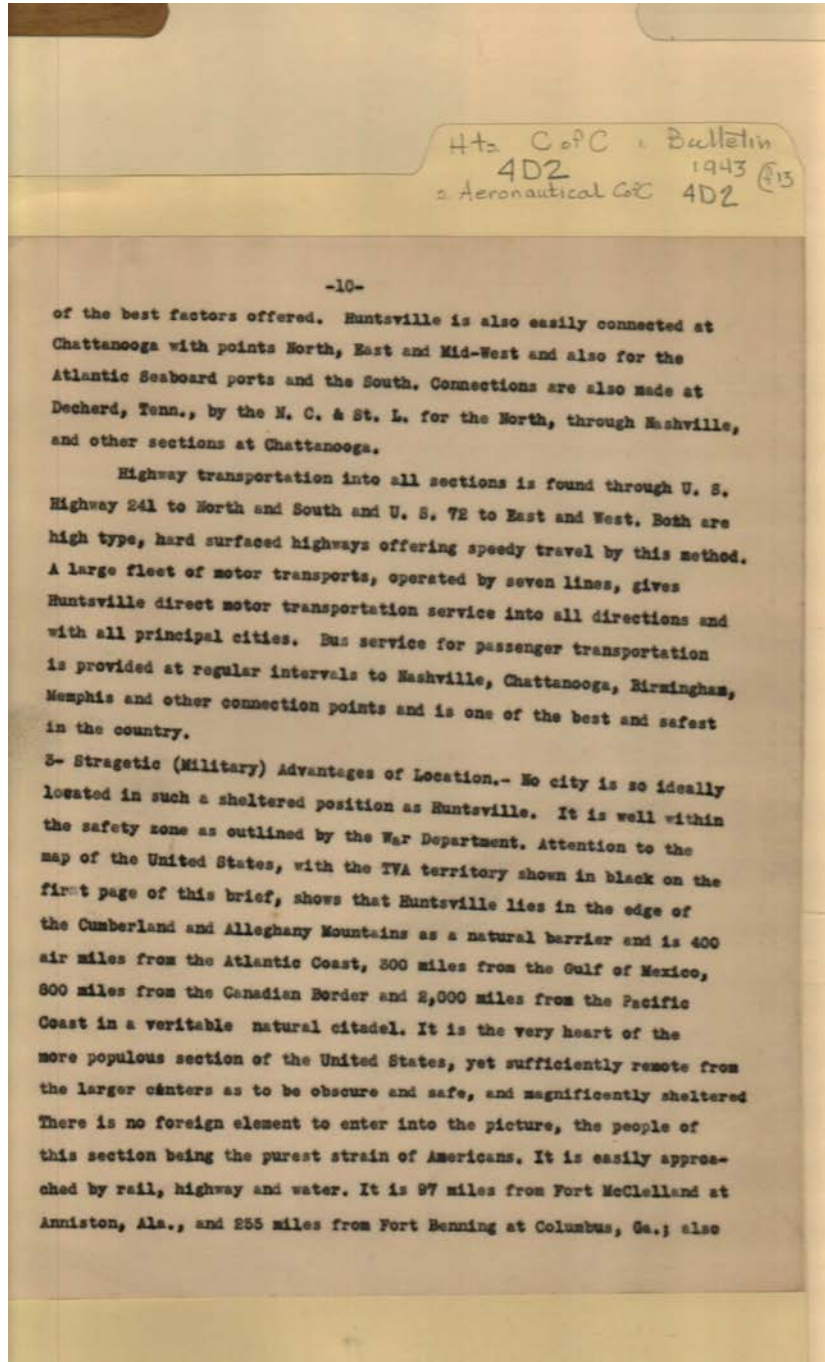 Hts C of C : Bulletin
4D2 1943 f13
2. Aeronautical CofC 4D2
-10-
of the best factors offered. Huntsville is also easily connected at
Chattanooga with points North, East and Mid-West and also for the
Atlantic Seaboard ports and the South. Connections are also made at
Decherd, Tenn., by the N. C. & St. L. for the North, through Nashville,
and other sections at Chattanooga.
Highway transportation into all sections is found through U. S.
Highway 241 to North and South and U. S. 72 to East and West. Both are
high type, hard surfaced highways offering speedy travel by this method.
A large fleet of motor transports, operated by seven lines, gives
Huntsville direct motor transportation service into all directions and
with all principal cities. Bus service for passenger transportation
is provided at regular intervals to Nashville, Chattanooga, Birmingham,
Memphis and other connection points and is one of the best and safest
in the country.
3- Stragetic (Military) Advantages of Location.- No city is so ideally
located in such a sheltered position as Huntsville. It is well within
the safety zone as outlined by the War Department. Attention to the
map of the United States, with the TVA territory shown in black on the
first page of this brief, shows that Huntsville lies in the edge of
the Cumberland and Alleghany Mountains as a natural barrier and is 400
air miles from the Atlantic Coast, 300 miles from the Gulf of Mexico,
800 miles from the Canadian Border and 2,000 miles from the Pacific
Coast in a veritable natural citadel. It is the very heart of the
more populous section of the United States, yet sufficiently remote from
the larger centers as to be obscure and safe, and magnificently sheltered
There is no foreign element to enter into the picture, the people of
this section being the purest strain of Americans. It is easily approa-
ched by rail, highway and water. It is 97 miles from Fort McClelland at
Anniston, Ala., and 255 miles from Fort Benning at Columbus, Ga.; also